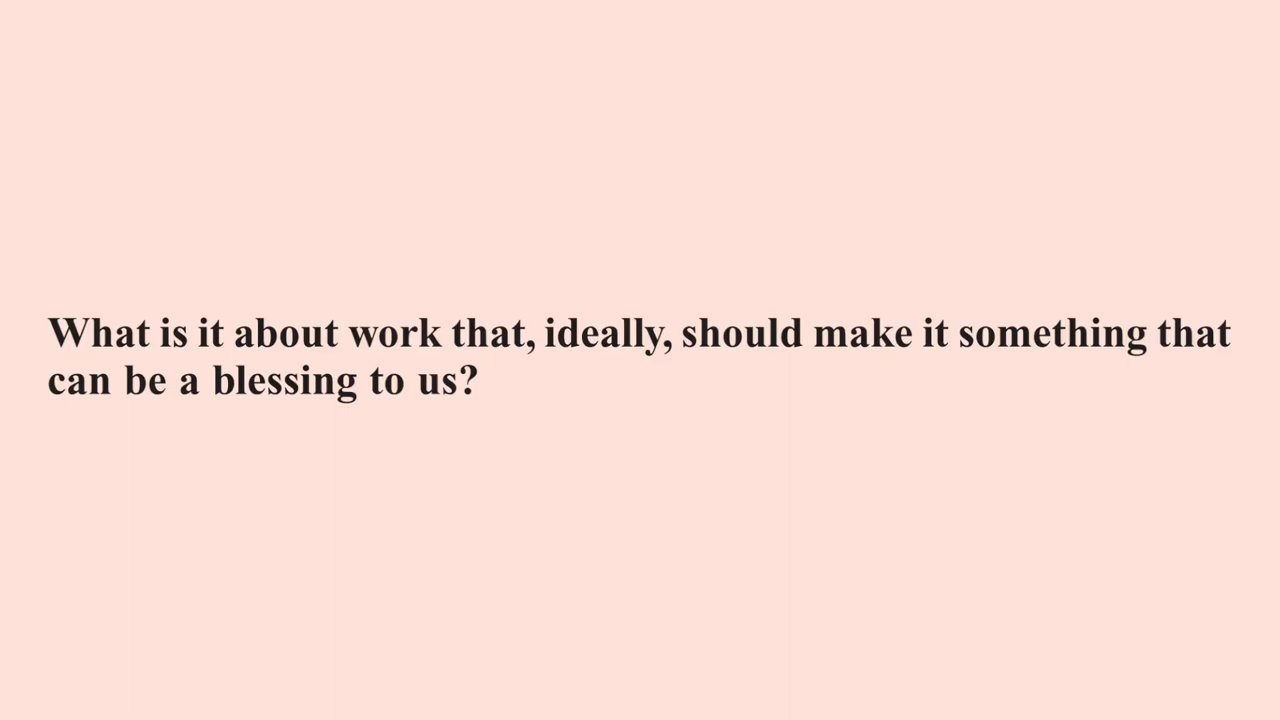 What is it about work that, ideally, should make it something that
can be a blessing to us?